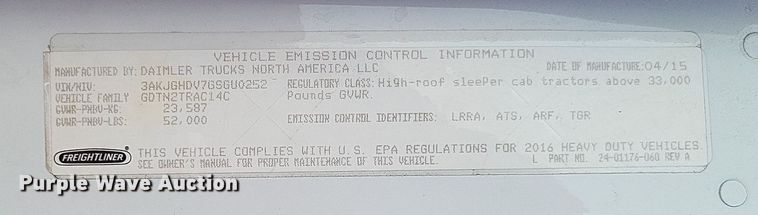 VEHICLE EMISSION CONTROL INFORMATION
MANUFACTURED BY: DAIMLER TRUCKS NORTH AMERICA LLC DATE OF MANUFACTURE:04/15
VIN/NIV: 3AKJGHDV7GSGU0252 REGULATORY CLASS: High-roof sleeper cab tractors above 33,000
VEHICLE FAMILY GDTN2TRAC14C Pounds GVWR.
GVWR-PNBV-KG: 23,587
GVWR-PNBV-LBS: 52,000 EMISSION CONTROL IDENTIFIERS: LRRA, ATS, ARF, TGR
FREIGHTLINER THIS VEHICLE COMPLIES WITH U.S. EPA REGULATIONS FOR 2016 HEAVY DUTY VEHICLES.
SEE OWNER'S MANUAL FOR PROPER MAINTENANCE OF THIS VEHICLE. L PART NO. 24-01176-060 REV A
Purple Wave Auction